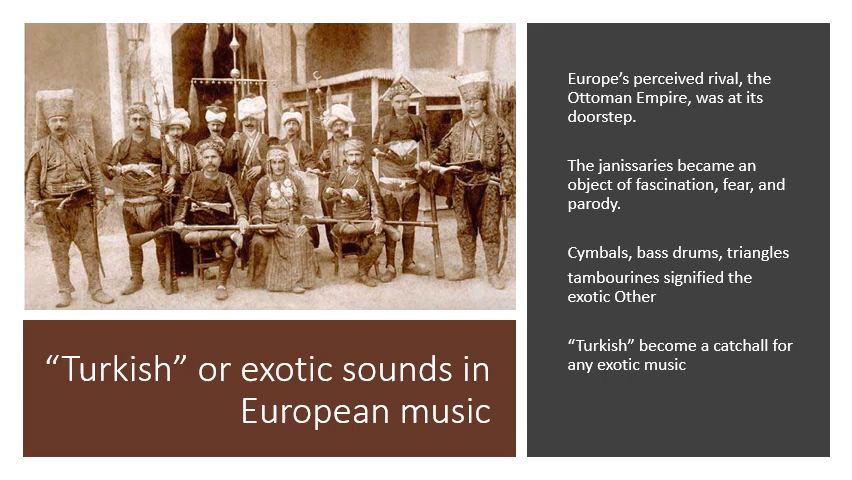 “Turkish” or exotic sounds in
European music
Europe’s perceived rival, the
Ottoman Empire, was at its
doorstep.
The janissaries became an
object of fascination, fear, and
parody.
Cymbals, bass drums, triangles
tambourines signified the
exotic Other
“Turkish” become a catchall for
any exotic music